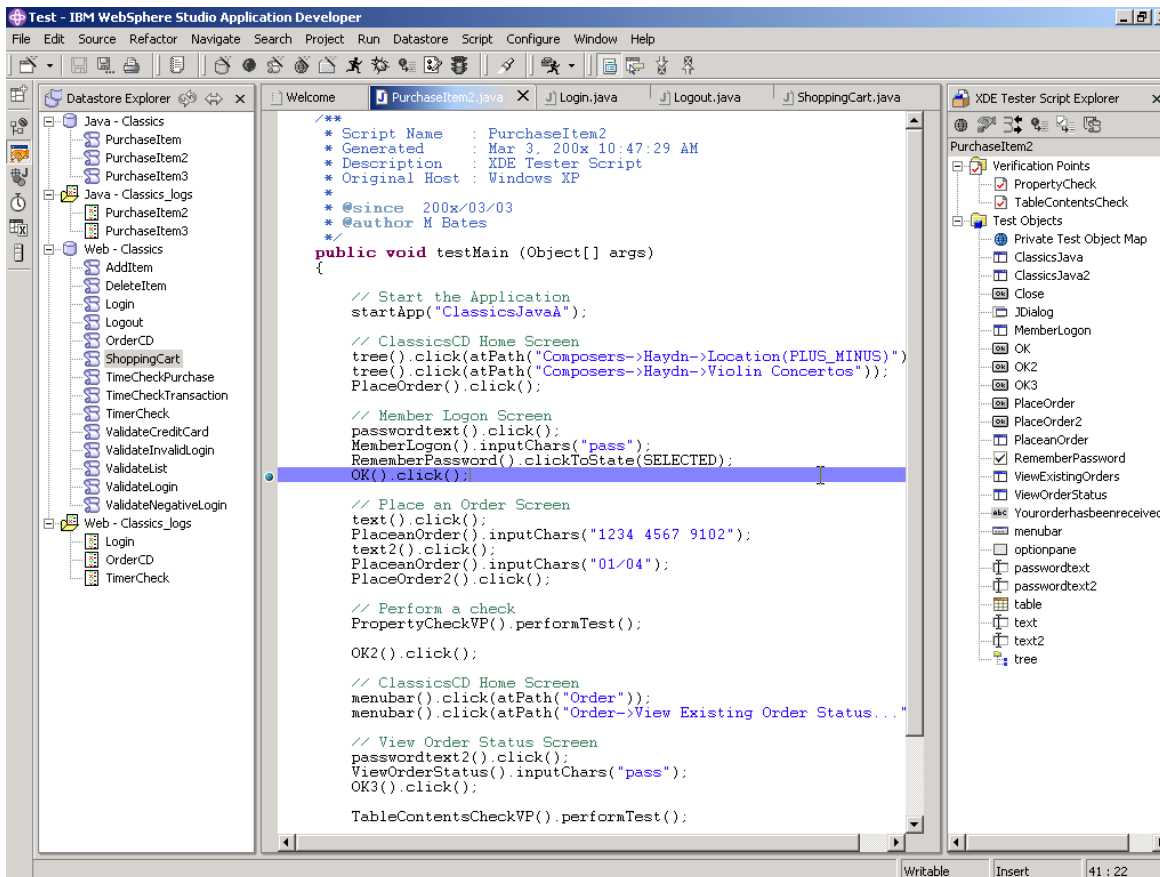 Test - IBM WebSphere Studio Application Developer
File Edit Source Refactor Navigate Search Project Run Datastore Script Configure Window Help
Datastore Explorer
Java - Classics
PurchaseItem
PurchaseItem2
PurchaseItem3
Java - Classics_logs
PurchaseItem2
PurchaseItem3
Web - Classics
AddItem
DeleteItem
Login
Logout
OrderCD
ShoppingCart
TimeCheckPurchase
TimeCheckTransaction
TimerCheck
ValidateCreditCard
ValidateInvalidLogin
ValidateList
ValidateLogin
ValidateNegativeLogin
Web - Classics_logs
Login
OrderCD
TimerCheck
Welcome PurchaseItem2.java Login.java Logout.java ShoppingCart.java
/**
* Script Name : PurchaseItem2
* Generated : Mar 3, 200x 10:47:29 AM
* Description : XDE Tester Script
* Original Host : Windows XP
*
* @since 200x/03/03
* @author M Bates
*/
public void testMain (Object[] args)
{
// Start the Application
startApp("ClassicsJavaA");
// ClassicsCD Home Screen
tree().click(atPath("Composers->Haydn->Location(PLUS_MINUS)")
tree().click(atPath("Composers->Haydn->Violin Concertos"));
PlaceOrder().click();
// Member Logon Screen
passwordtext().click();
MemberLogon().inputChars("pass");
RememberPassword().clickToState(SELECTED);
OK().click();
// Place an Order Screen
text().click();
PlaceanOrder().inputChars("1234 4567 9102");
text2().click();
PlaceanOrder().inputChars("01/04");
PlaceOrder2().click();
// Perform a check
PropertyCheckVP().performTest();
OK2().click();
// ClassicsCD Home Screen
menubar().click(atPath("Order"));
menubar().click(atPath("Order->View Existing Order Status..."
// View Order Status Screen
passwordtext2().click();
ViewOrderStatus().inputChars("pass");
OK3().click();
TableContentsCheckVP().performTest();
XDE Tester Script Explorer
PurchaseItem2
Verification Points
PropertyCheck
TableContentsCheck
Test Objects
Private Test Object Map
ClassicsJava
ClassicsJava2
Close
JDialog
MemberLogon
OK
OK2
OK3
PlaceOrder
PlaceOrder2
PlaceanOrder
RememberPassword
ViewExistingOrders
ViewOrderStatus
Yourorderhasbeenreceived
menubar
optionpane
passwordtext
passwordtext2
table
text
text2
tree
Writable Insert 41 : 22